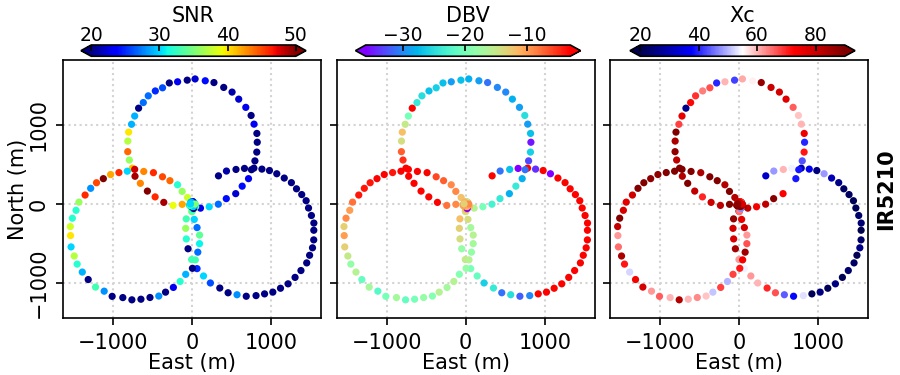 SNR DBV Xc
20 30 40 50 −30 −20 −10 20 40 60 80
North (m)
1000
0
−1000
−1000 0 1000 −1000 0 1000 −1000 0 1000
East (m) East (m) East (m)
IR5210